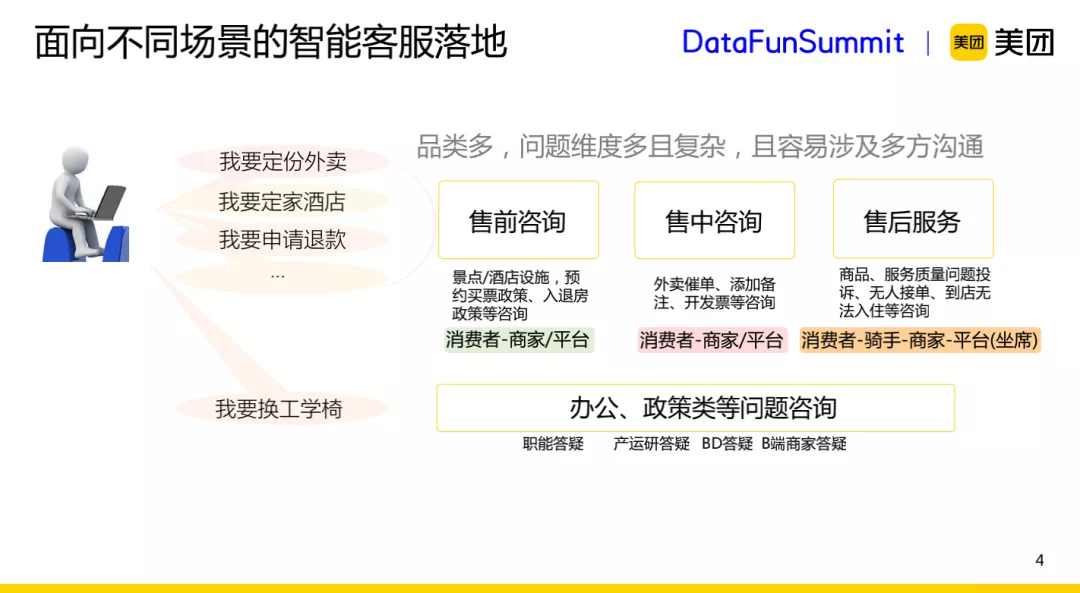 面向不同场景的智能客服落地
DataFunSummit
美团 美团
品类多，问题维度多且复杂，且容易涉及多方沟通
我要定份外卖
我要定家酒店
我要申请退款
...
售前咨询
景点/酒店设施，预
约买票政策、入退房
政策等咨询
消费者-商家/平台
售中咨询
外卖催单、添加备
注、开发票等咨询
消费者-商家/平台
售后服务
商品、服务质量问题投
诉、无人接单、到店无
法入住等咨询
消费者-骑手-商家-平台(坐席)
我要换工学椅
办公、政策类等问题咨询
职能答疑 产运研答疑 BD答疑 B端商家答疑
4